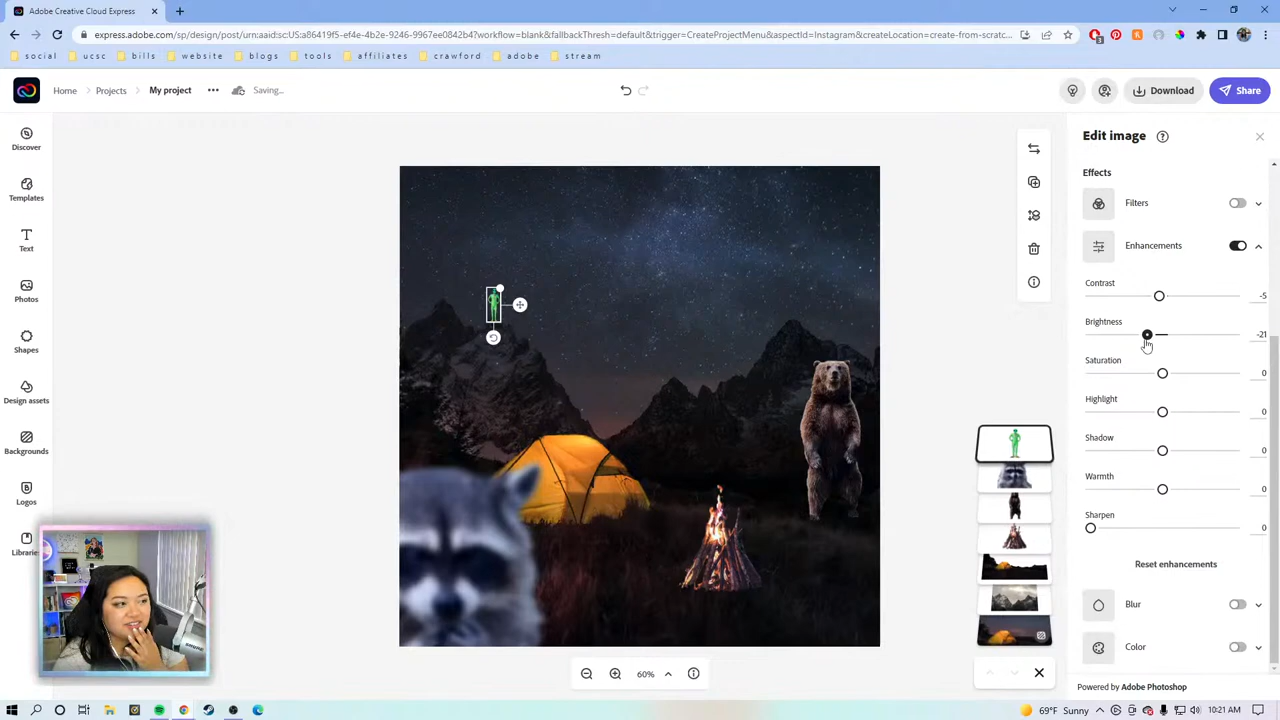 Adobe Creative Cloud Express
express.adobe.com/sp/design/post/urn:aaid:sc:US:a86419f5-ef4e-4b2e-9246-9967ee0842b4?workflow=blank&fallbackThresh=default&trigger=CreateProjectMenu&aspectId=Instagram&createLocation=create-from-scratc...
social ucsc bills website blogs tools affiliates crawford adobe stream
Home Projects My project Saving... Download Share
Discover
Templates
Text
Photos
Shapes
Design assets
Backgrounds
Logos
Librarie
Edit image
Effects
Filters
Enhancements
Contrast
-5
Brightness
-21
Saturation
0
Highlight
0
Shadow
0
Warmth
0
Sharpen
0
Reset enhancements
Blur
Color
60%
Powered by Adobe Photoshop
69°F Sunny 10:21 AM